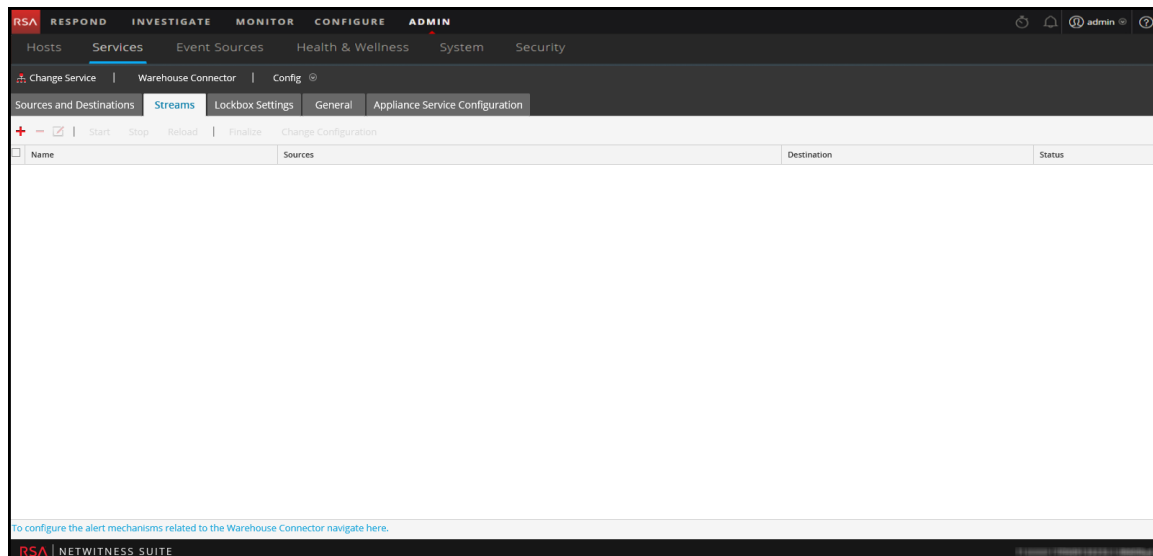 RSA RESPOND INVESTIGATE MONITOR CONFIGURE ADMIN admin ?
Hosts Services Event Sources Health & Wellness System Security
Change Service | Warehouse Connector | Config
Sources and Destinations Streams Lockbox Settings General Appliance Service Configuration
Start Stop Reload | Finalize Change Configuration
Name Sources Destination Status
To configure the alert mechanisms related to the Warehouse Connector navigate here.
RSA | NETWITNESS SUITE